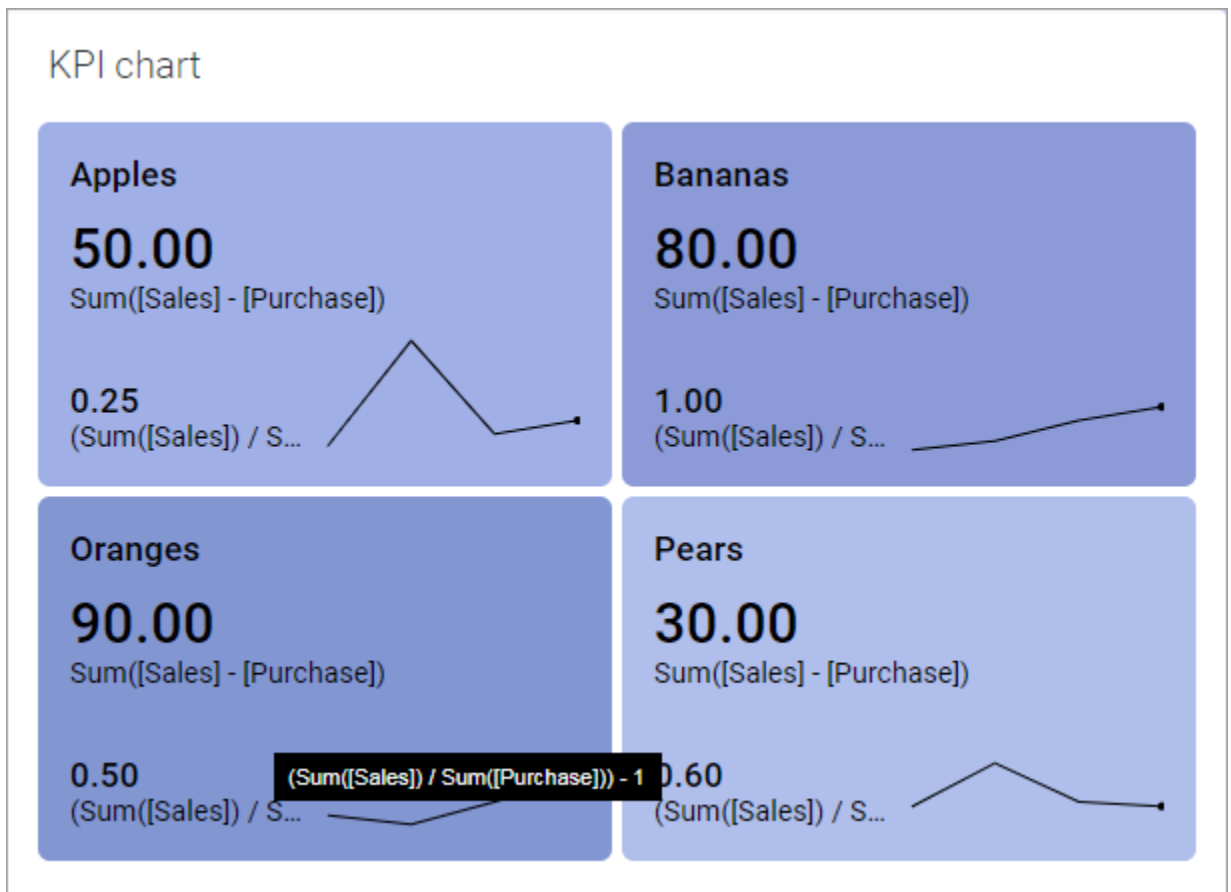 KPI chart
Apples
50.00
Sum([Sales] - [Purchase])
0.25
(Sum([Sales]) / S...
Bananas
80.00
Sum([Sales] - [Purchase])
1.00
(Sum([Sales]) / S...
Oranges
90.00
Sum([Sales] - [Purchase])
0.50
(Sum([Sales]) / Sum([Purchase])) - 1
(Sum([Sales]) / S...
Pears
30.00
Sum([Sales] - [Purchase])
0.60
(Sum([Sales]) / S...